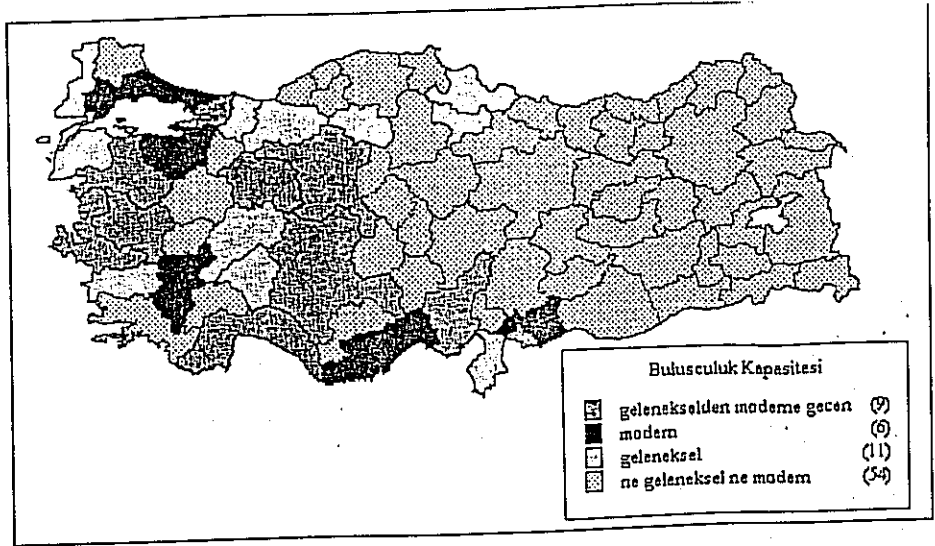 Bulusculuk Kapasitesi
gelenekselden moderne gecen (9)
modern (6)
geleneksel (11)
ne geleneksel ne modern (54)